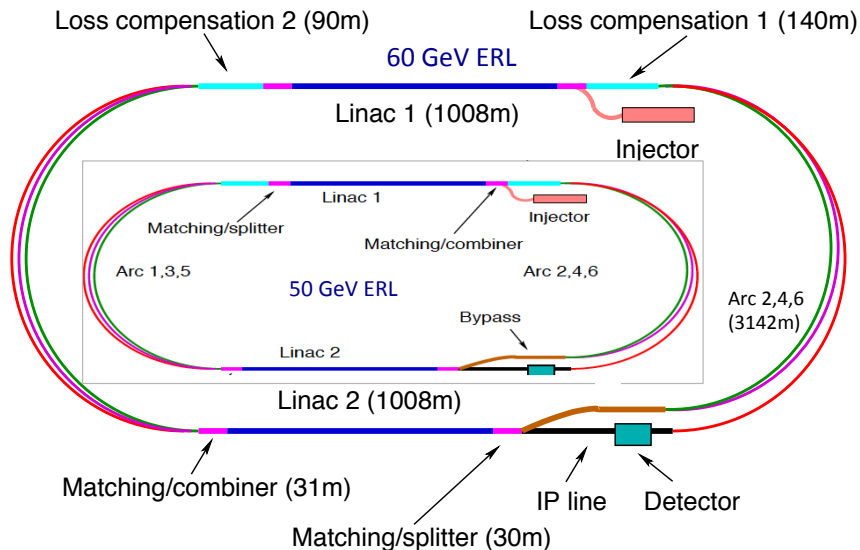 Loss compensation 2 (90m)
Loss compensation 1 (140m)
60 GeV ERL
Linac 1 (1008m)
Injector
Linac 1
Injector
Matching/splitter
Matching/combiner
Arc 1,3,5
Arc 2,4,6
50 GeV ERL
Arc 2,4,6
(3142m)
Bypass
Linac 2
Linac 2 (1008m)
Matching/combiner (31m)
IP line
Detector
Matching/splitter (30m)